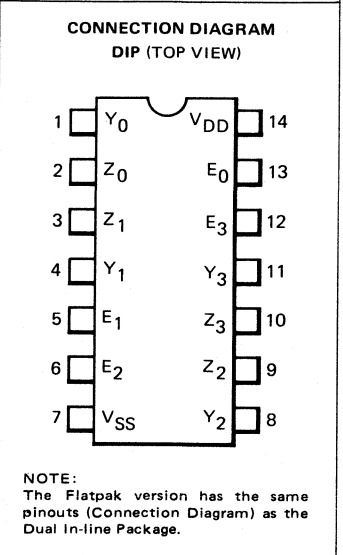 CONNECTION DIAGRAM
DIP (TOP VIEW)
1 Y0 VDD 14
2 Z0 E0 13
3 Z1 E3 12
4 Y1 Y3 11
5 E1 Z3 10
6 E2 Z2 9
7 VSS Y2 8
NOTE:
The Flatpak version has the same
pinouts (Connection Diagram) as the
Dual In-line Package.